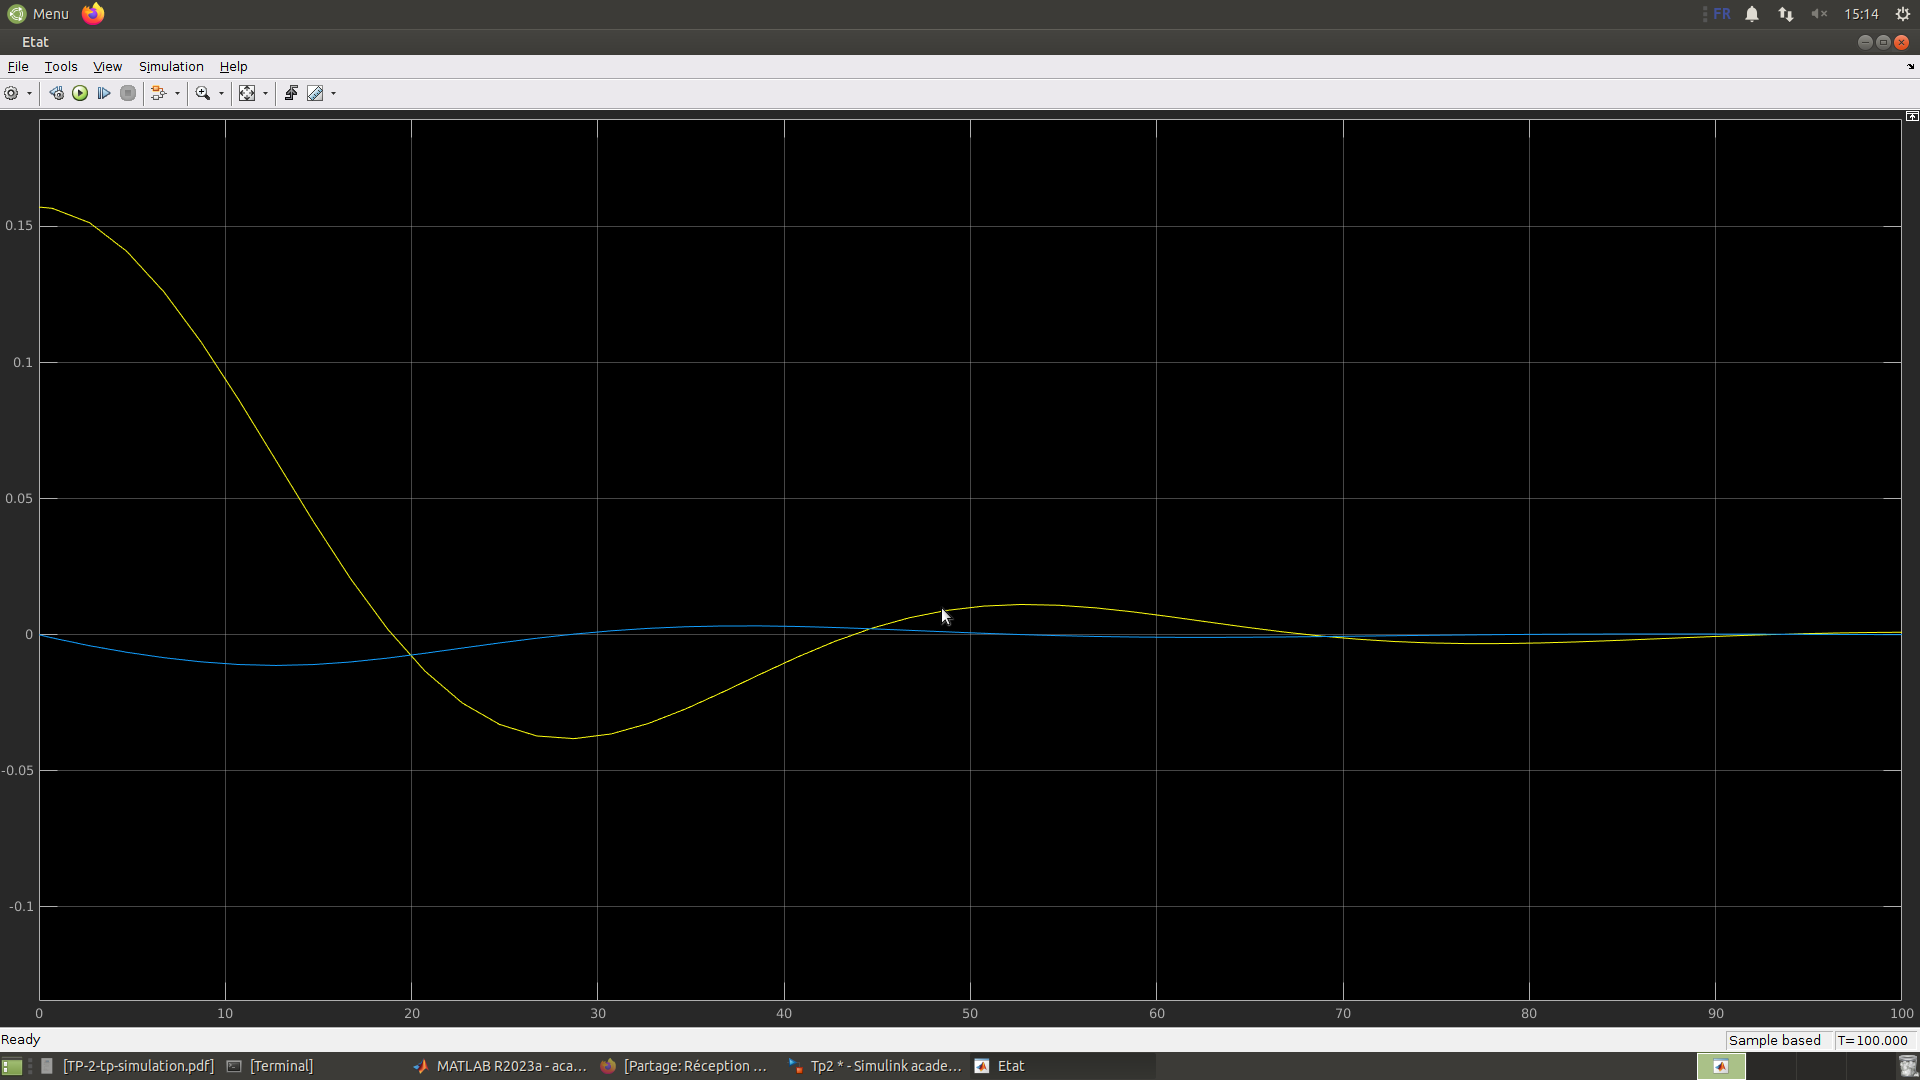 Menu
FR
15:14
Etat
File Tools View Simulation Help
0.15
0.1
0.05
0
-0.05
-0.1
0 10 20 30 40 50 60 70 80 90 100
Ready
Sample based
T=100.000
[TP-2-tp-simulation.pdf]
[Terminal]
MATLAB R2023a - aca...
[Partage: Réception ...
Tp2 * - Simulink acade...
Etat